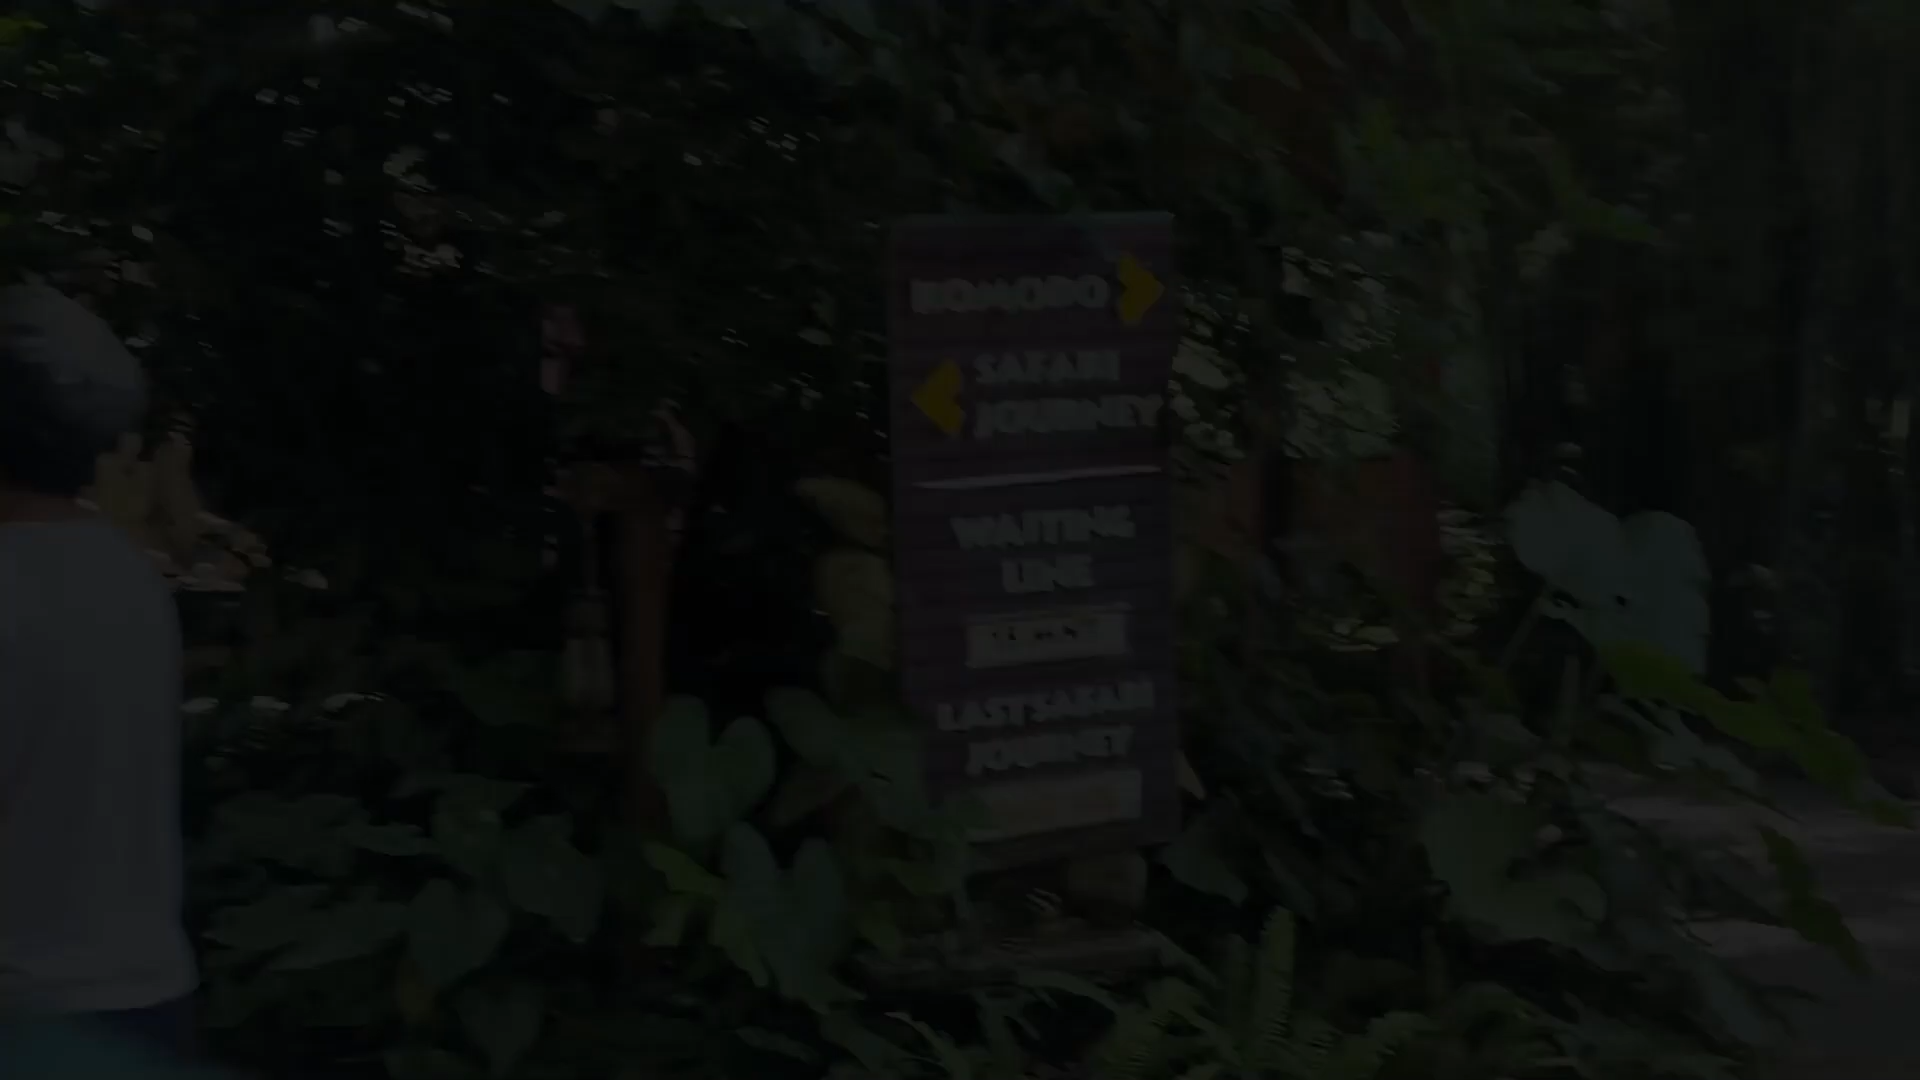 KOMODO
SAFARI
JOURNEY
WAITING
LINE
LAST SAFARI
JOURNEY